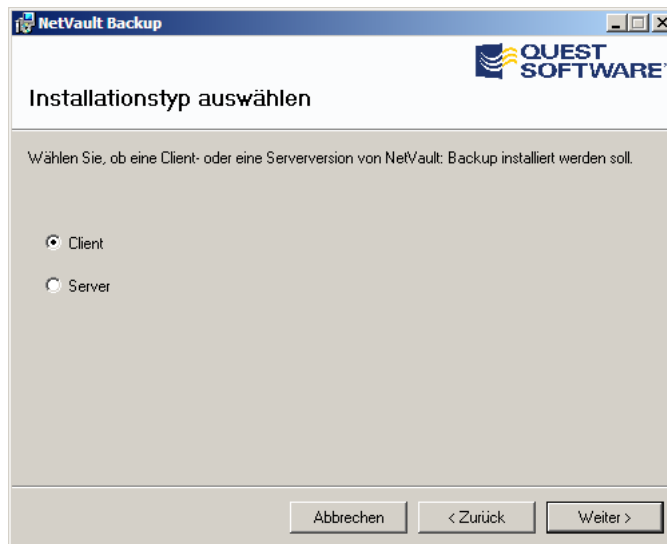 NetVault Backup
QUEST
SOFTWARE
Installationstyp auswählen
Wählen Sie, ob eine Client- oder eine Serverversion von NetVault: Backup installiert werden soll.
Client
Server
Abbrechen
< Zurück
Weiter >